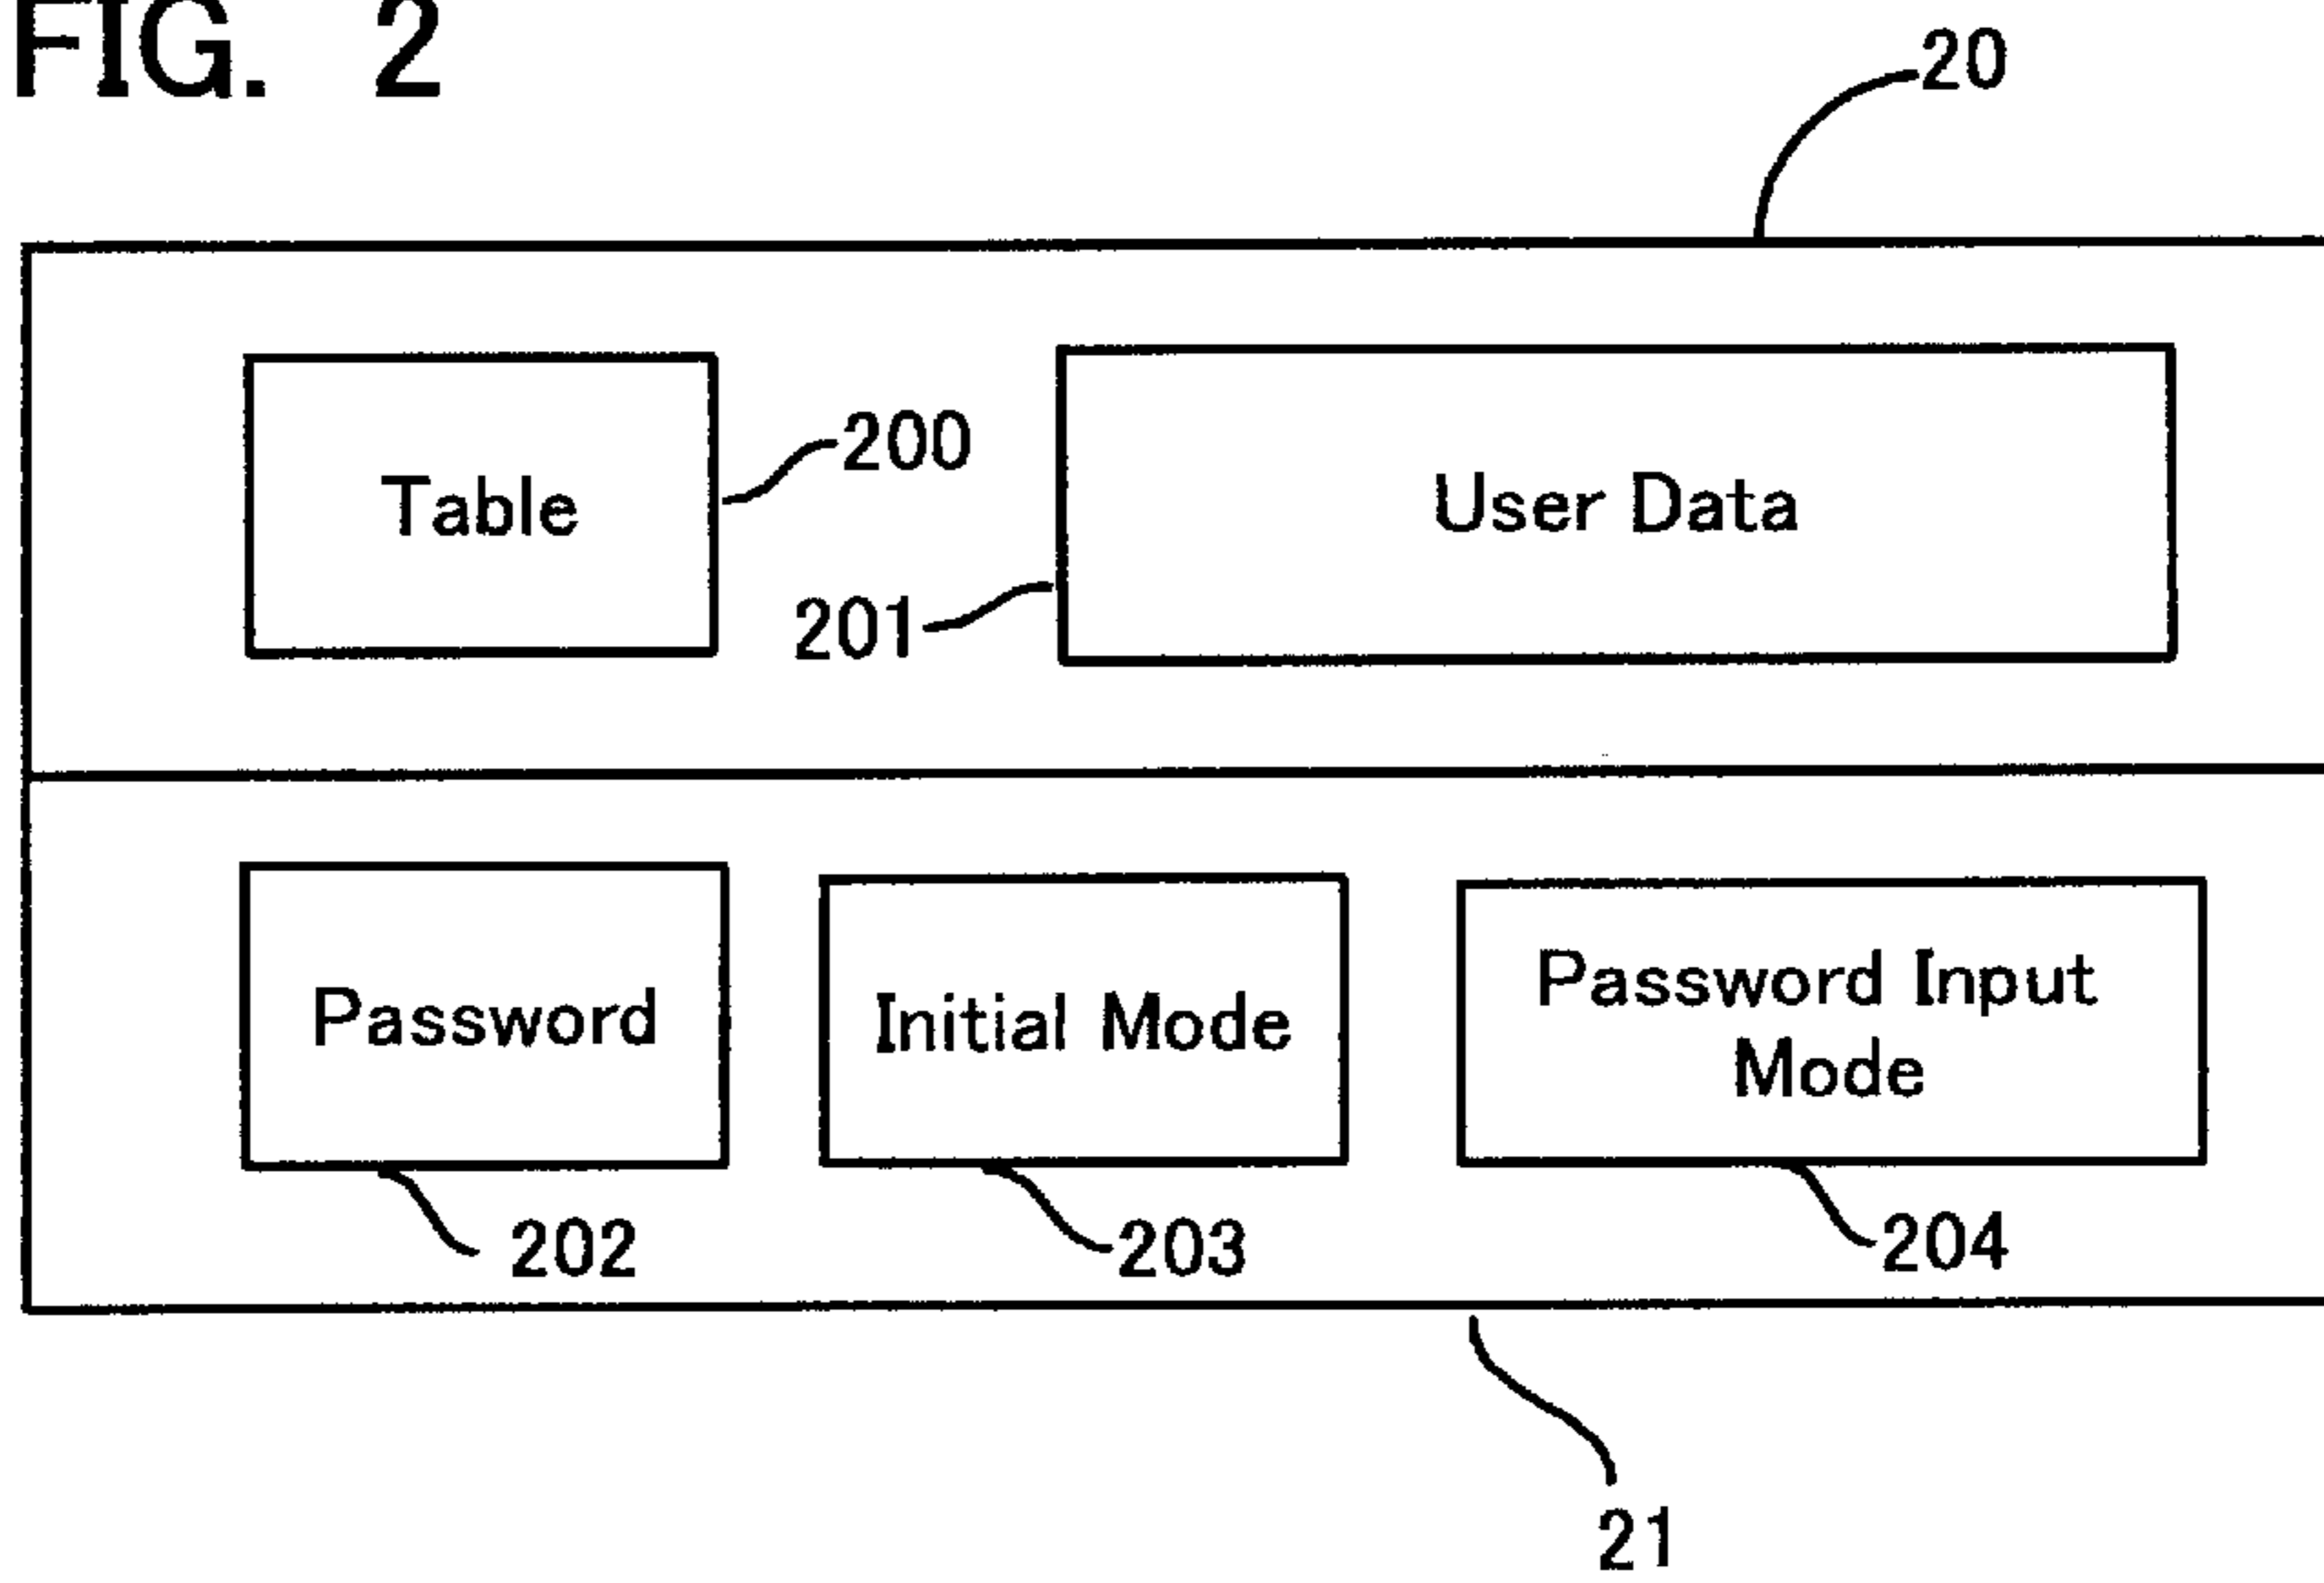 FIG. 2
20
Table
200
User Data
201
Password
Initial Mode
Password Input
Mode
202
203
204
21